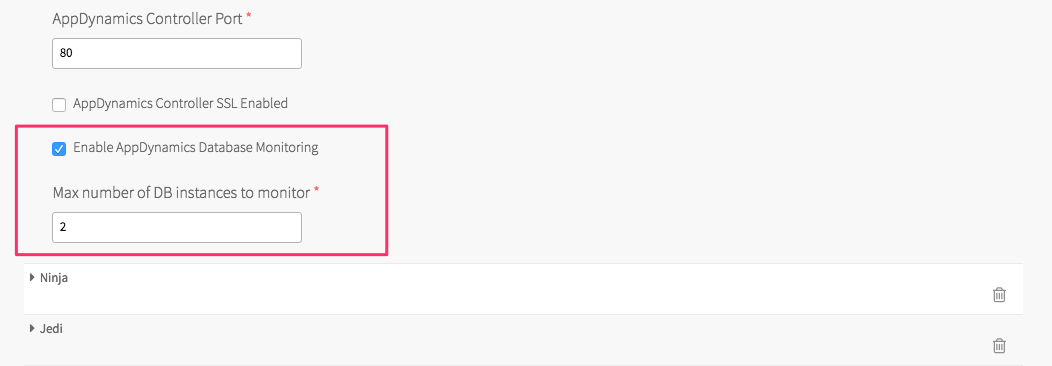 AppDynamics Controller Port *
80
AppDynamics Controller SSL Enabled
Enable AppDynamics Database Monitoring
Max number of DB instances to monitor *
2
Ninja
Jedi